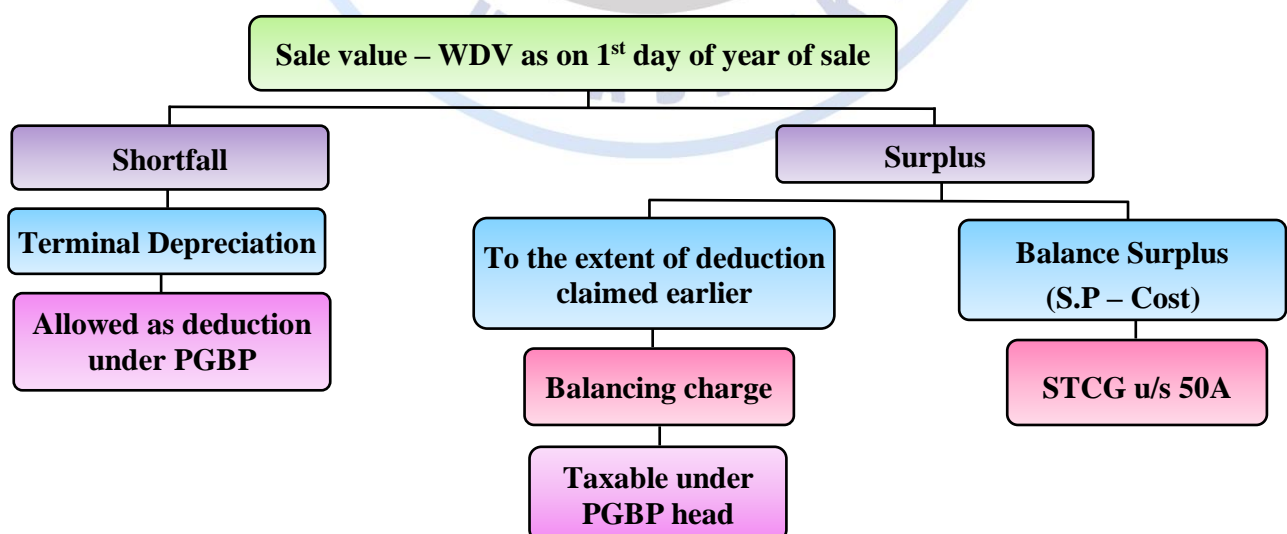 Sale value – WDV as on 1st day of year of sale
Shortfall
Surplus
Terminal Depreciation
To the extent of deduction
claimed earlier
Balance Surplus
(S.P – Cost)
Allowed as deduction
under PGBP
Balancing charge
STCG u/s 50A
Taxable under
PGBP head